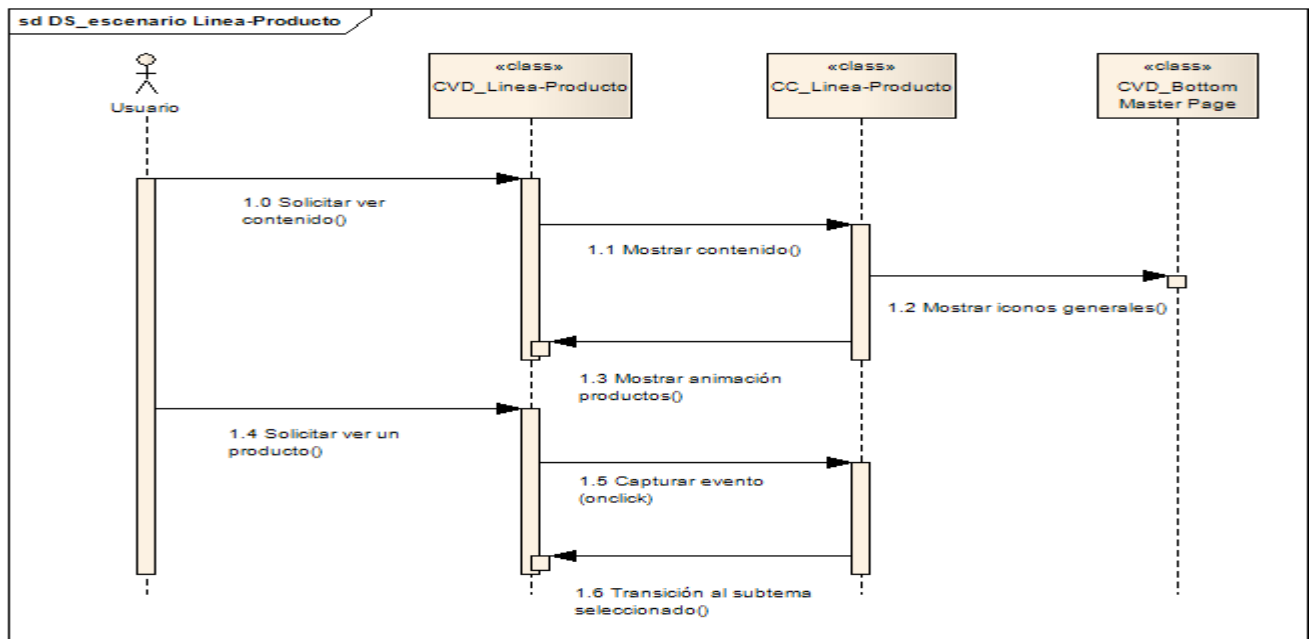 sd DS_escenario Linea-Producto
Usuario
«class»
CVD_Linea-Producto
«class»
CC_Linea-Producto
«class»
CVD_Bottom
Master Page
1.0 Solicitar ver
contenido()
1.1 Mostrar contenido()
1.2 Mostrar iconos generales()
1.3 Mostrar animación
productos()
1.4 Solicitar ver un
producto()
1.5 Capturar evento
(onclick)
1.6 Transición al subtema
seleccionado()